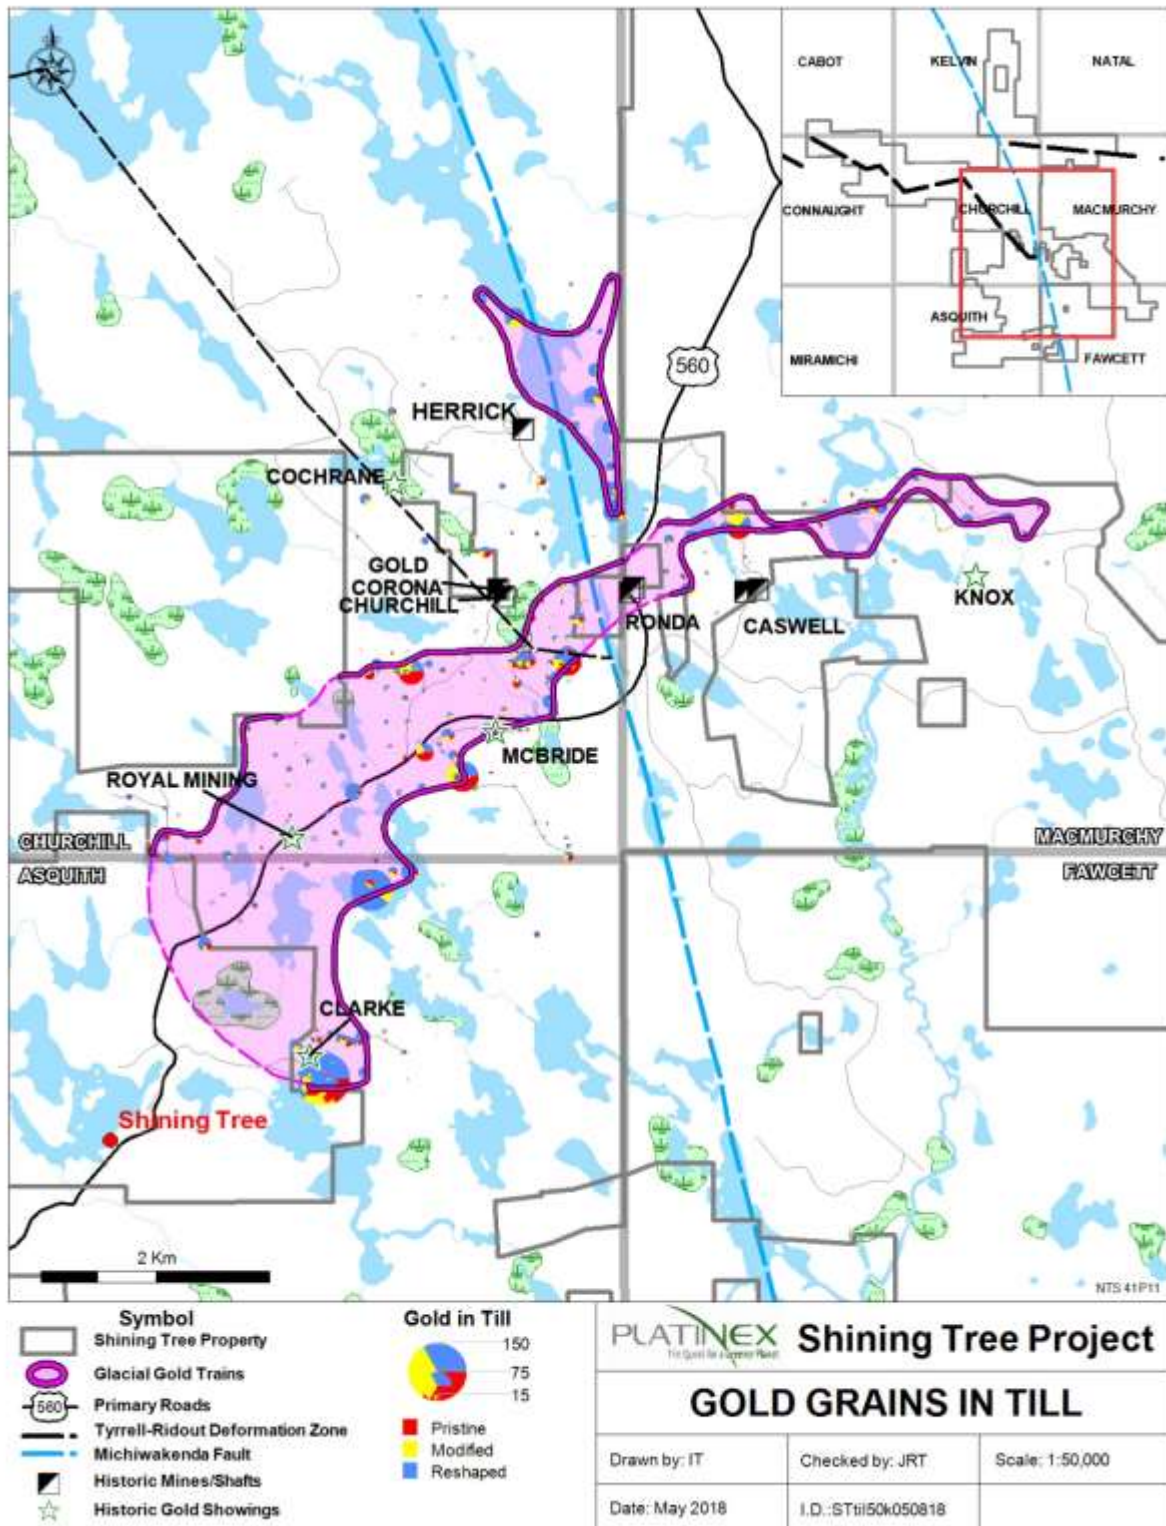 CABOT
KELVIN
NATAL
CONNAUGHT
CHURCHILL
MACMURCHY
ASQUITH
MIRAMICHI
FAWCETT
560
HERRICK
COCHRANE
GOLD
CORONA
CHURCHILL
RONDA
CASWELL
KNOX
MCBRIDE
ROYAL MINING
CHURCHILL
ASQUITH
MACMURCHY
FAWCETT
CLARKE
Shining Tree
2 Km
NTS 41P11
Symbol
Shining Tree Property
Glacial Gold Trains
560 Primary Roads
Tyrrell-Ridout Deformation Zone
Michiwakenda Fault
Historic Mines/Shafts
Historic Gold Showings
Gold in Till
150
75
15
Pristine
Modified
Reshaped
PLATINEX
Shining Tree Project
GOLD GRAINS IN TILL
Drawn by: IT
Checked by: JRT
Scale: 1:50,000
Date: May 2018
I.D.:STtil50k050818